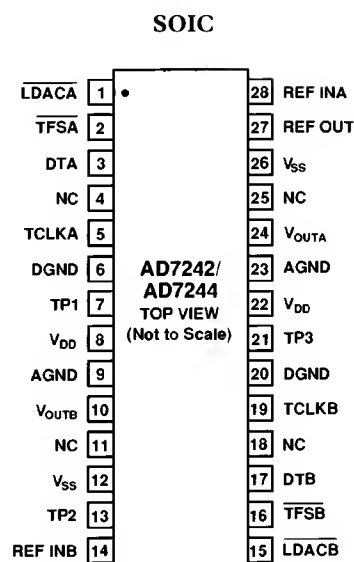 SOIC
LDACA 1 28 REF INA
TFSA 2 27 REF OUT
DTA 3 26 VSS
NC 4 25 NC
TCLKA 5 24 VOUTA
DGND 6 23 AGND
TP1 7 22 VDD
VDD 8 21 TP3
AGND 9 20 DGND
VOUTB 10 19 TCLKB
NC 11 18 NC
VSS 12 17 DTB
TP2 13 16 TFSB
REF INB 14 15 LDACB
AD7242/
AD7244
TOP VIEW
(Not to Scale)